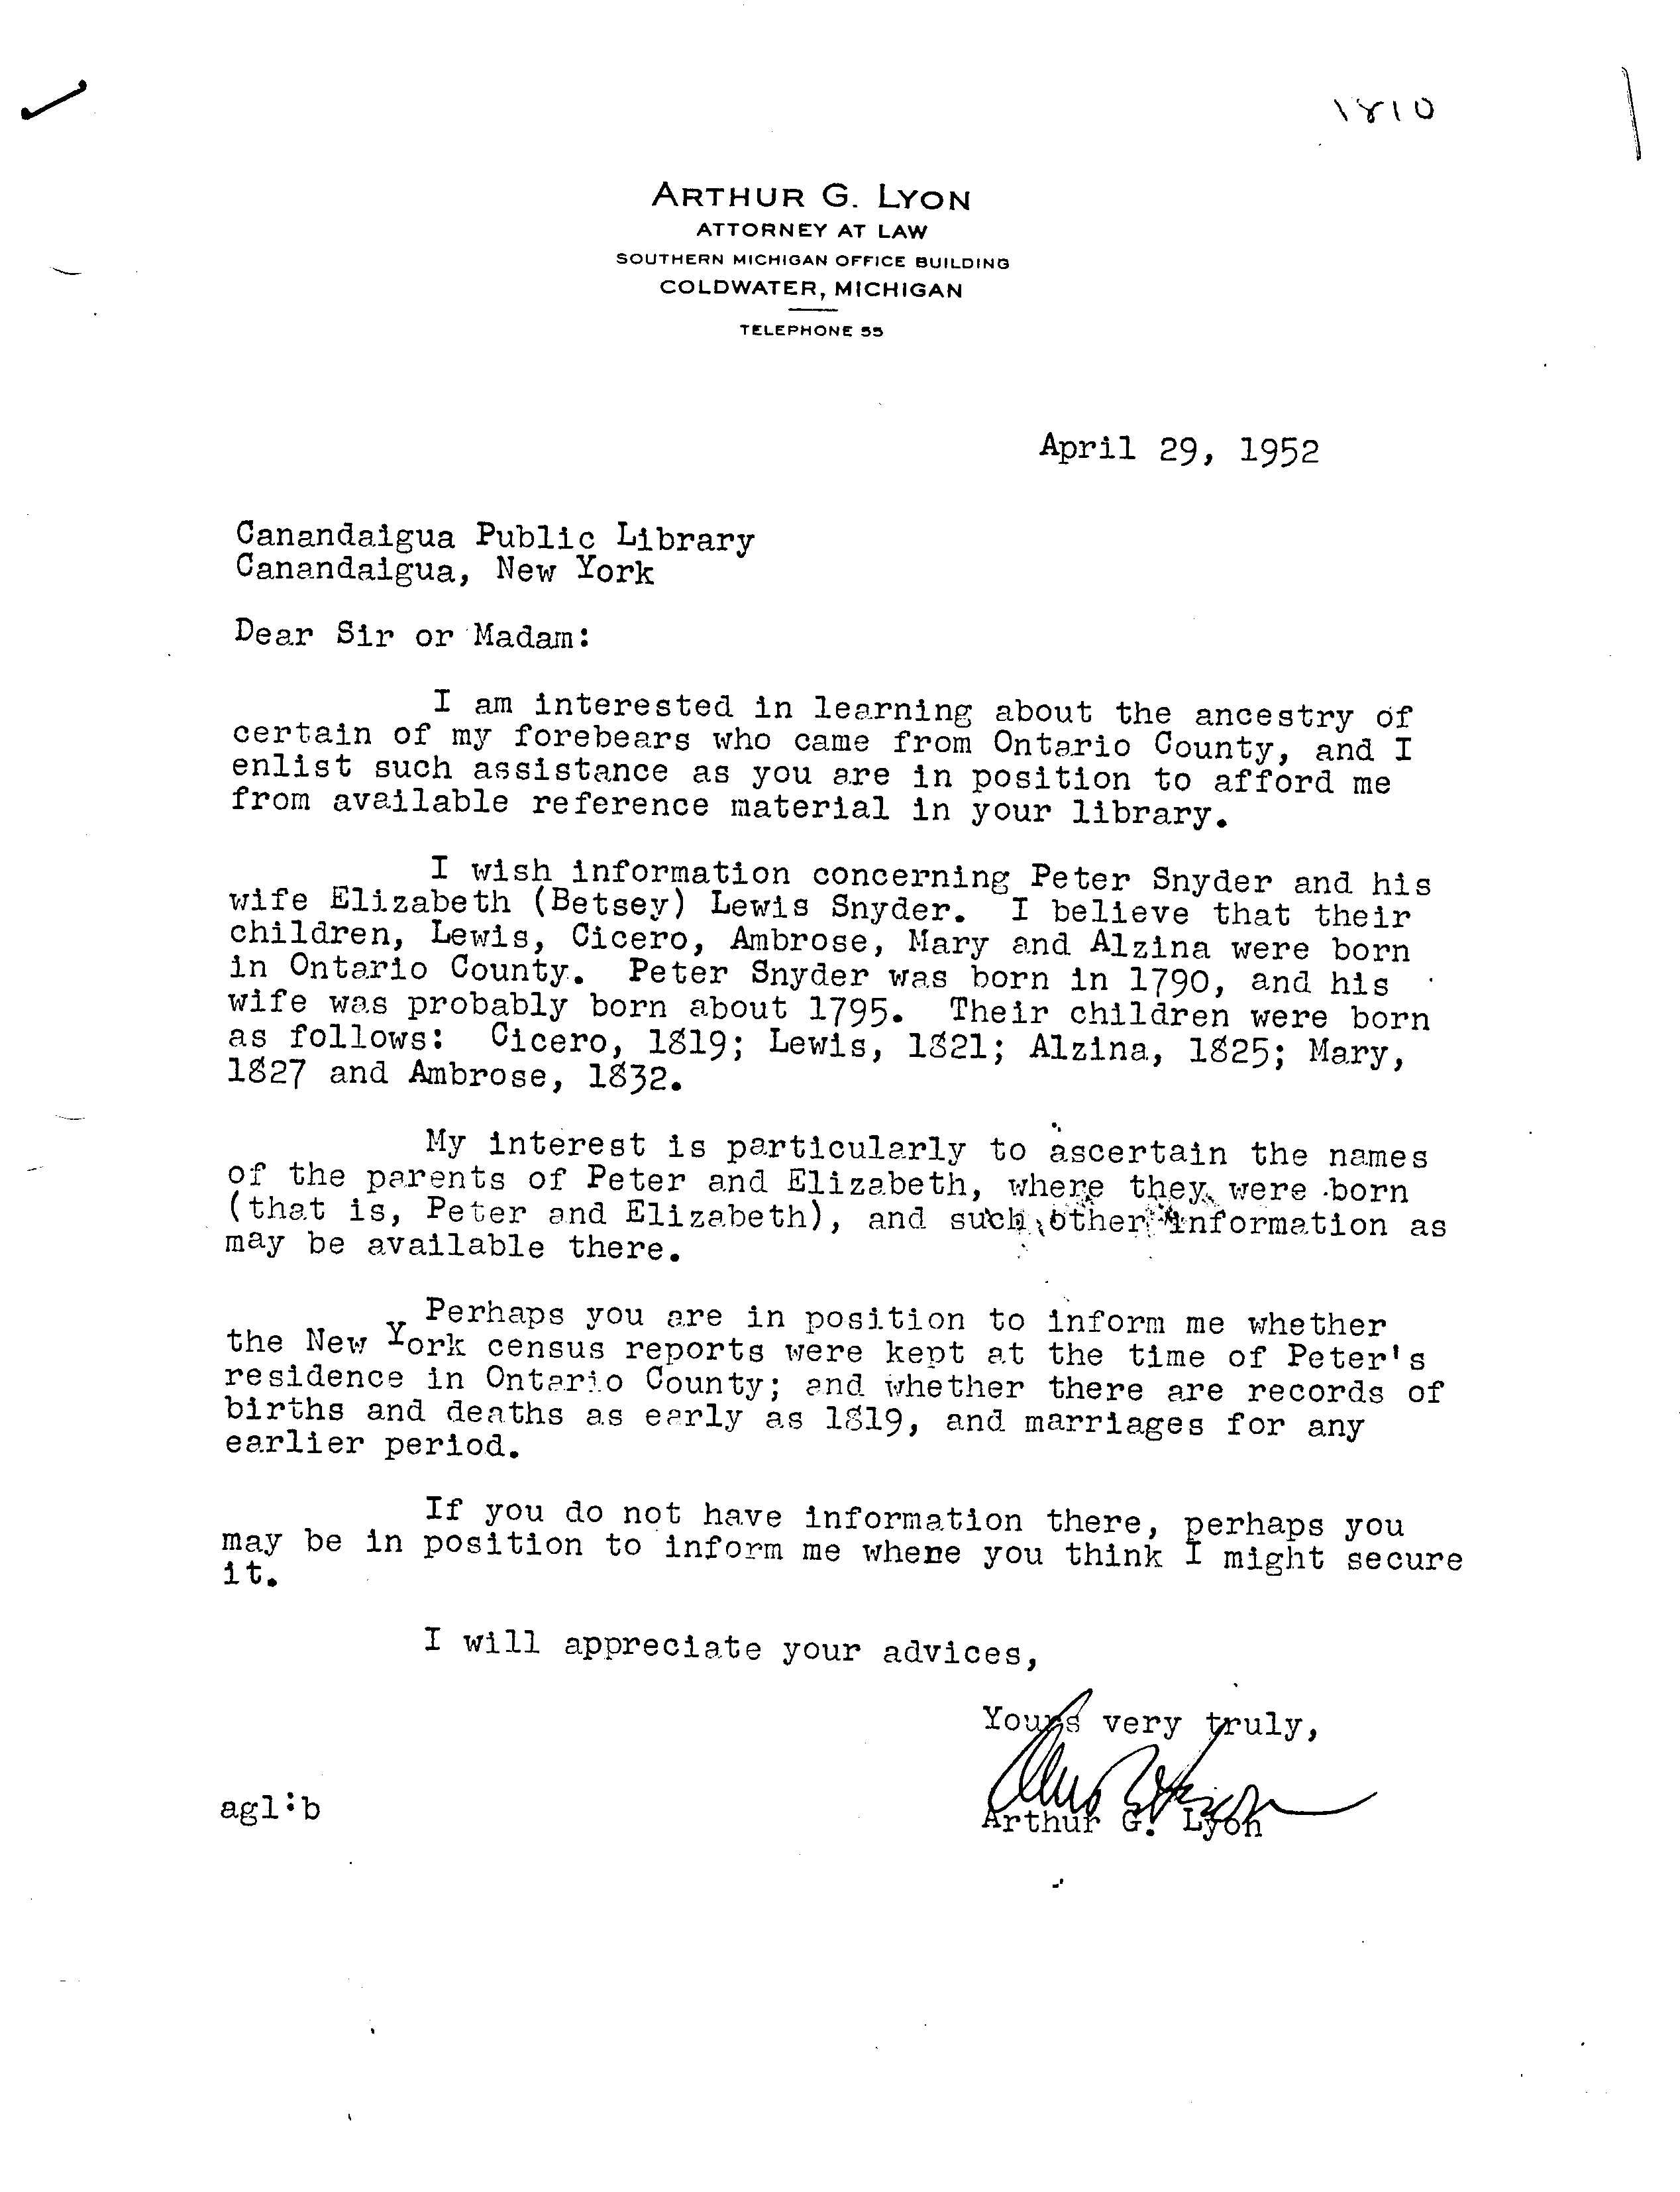 1810
ARTHUR G. LYON
ATTORNEY AT LAW
SOUTHERN MICHIGAN OFFICE BUILDING
COLDWATER, MICHIGAN
TELEPHONE 55
April 29, 1952
Canandaigua Public Library
Canandaigua, New York
Dear Sir or Madam:
I am interested in learning about the ancestry of
certain of my forebears who came from Ontario County, and I
enlist such assistance as you are in position to afford me
from available reference material in your library.
I wish information concerning Peter Snyder and his
wife Elizabeth (Betsey) Lewis Snyder. I believe that their
children, Lewis, Cicero, Ambrose, Mary and Alzina were born
in Ontario County. Peter Snyder was born in 1790, and his
wife was probably born about 1795. Their children were born
as follows: Cicero, 1819; Lewis, 1821; Alzina, 1825; Mary,
1827 and Ambrose, 1832.
My interest is particularly to ascertain the names
of the parents of Peter and Elizabeth, where they were born
(that is, Peter and Elizabeth), and such other information as
may be available there.
Perhaps you are in position to inform me whether
the New York census reports were kept at the time of Peter's
residence in Ontario County; and whether there are records of
births and deaths as early as 1819, and marriages for any
earlier period.
If you do not have information there, perhaps you
may be in position to inform me where you think I might secure
it.
I will appreciate your advices,
Yours very truly,
Arthur G. Lyon
agl:b